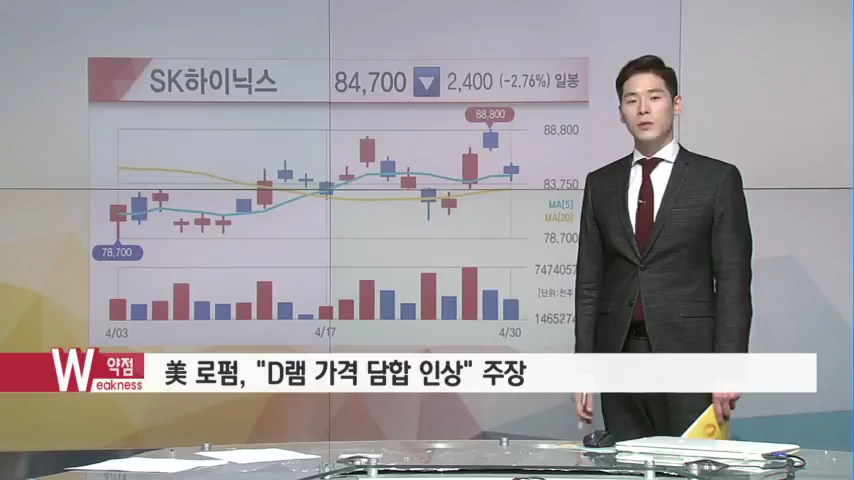 SK하이닉스 84,700 ▼ 2,400 (-2.76%) 일봉
88,800
88,800
83,750
MA[5]
MA[20]
78,700
78,700
7474057
[단위:천주
146527
4/03 4/17 4/30
W약점
eakness
美 로펌, "D램 가격 담합 인상" 주장